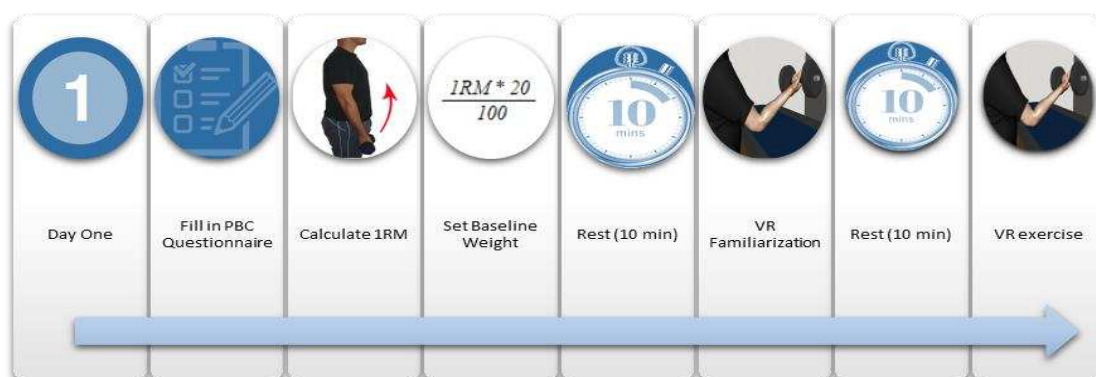 1
Day One
Fill in PBC
Questionnaire
Calculate 1RM
1RM * 20
100
Set Baseline
Weight
10
mins
Rest (10 min)
VR
Familiarization
10
mins
Rest (10 min)
VR exercise